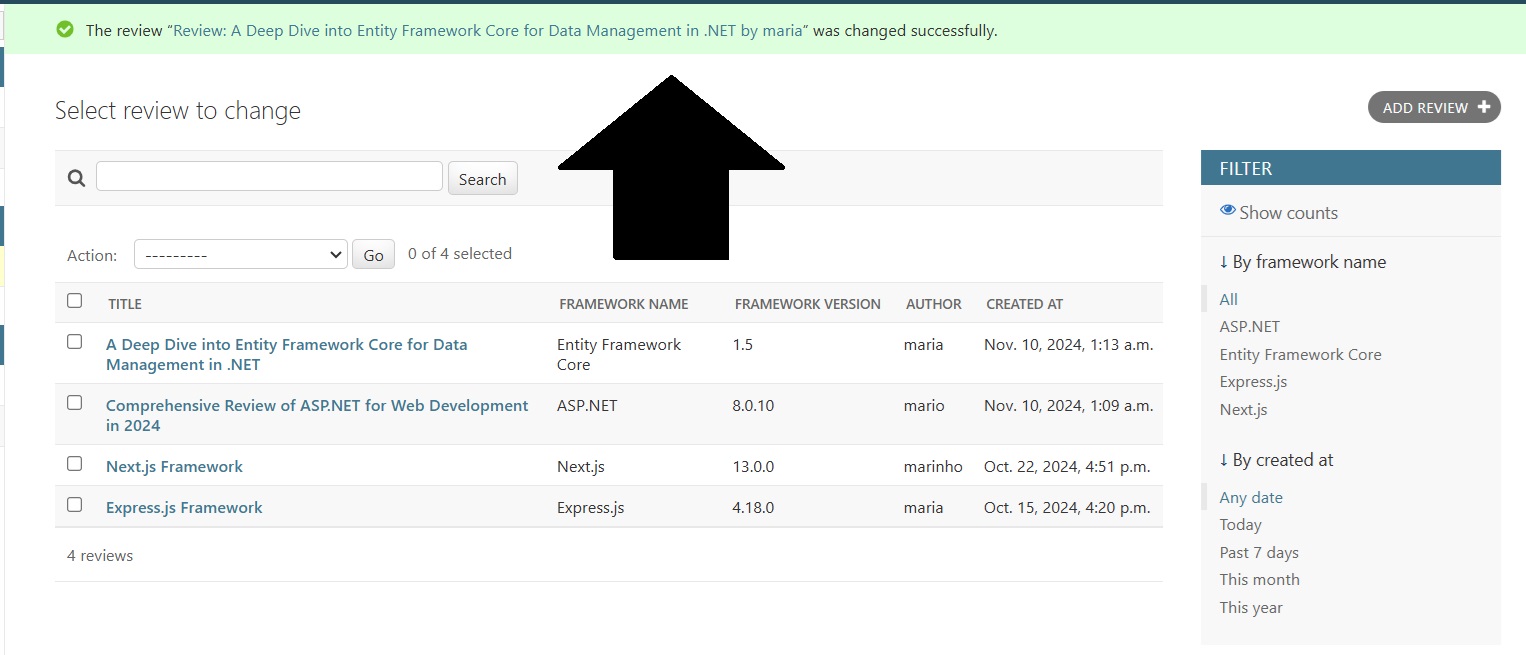 The review “Review: A Deep Dive into Entity Framework Core for Data Management in .NET by maria” was changed successfully.
Select review to change
ADD REVIEW +
Search
Action: --------- Go 0 of 4 selected
TITLE FRAMEWORK NAME FRAMEWORK VERSION AUTHOR CREATED AT
A Deep Dive into Entity Framework Core for Data Entity Framework 1.5 maria Nov. 10, 2024, 1:13 a.m.
Management in .NET Core
Comprehensive Review of ASP.NET for Web Development ASP.NET 8.0.10 mario Nov. 10, 2024, 1:09 a.m.
in 2024
Next.js Framework Next.js 13.0.0 marinho Oct. 22, 2024, 4:51 p.m.
Express.js Framework Express.js 4.18.0 maria Oct. 15, 2024, 4:20 p.m.
4 reviews
FILTER
Show counts
↓ By framework name
All
ASP.NET
Entity Framework Core
Express.js
Next.js
↓ By created at
Any date
Today
Past 7 days
This month
This year